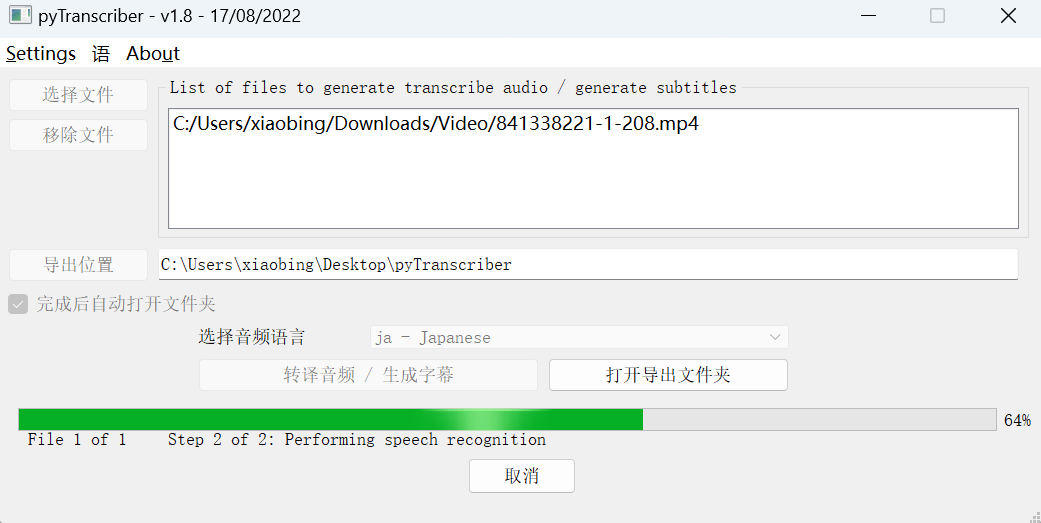 pyTranscriber - v1.8 - 17/08/2022
Settings 语 About
选择文件
List of files to generate transcribe audio / generate subtitles
C:/Users/xiaobing/Downloads/Video/841338221-1-208.mp4
移除文件
导出位置 C:\Users\xiaobing\Desktop\pyTranscriber
完成后自动打开文件夹
选择音频语言 ja - Japanese
转译音频 / 生成字幕 打开导出文件夹
64%
File 1 of 1 Step 2 of 2: Performing speech recognition
取消